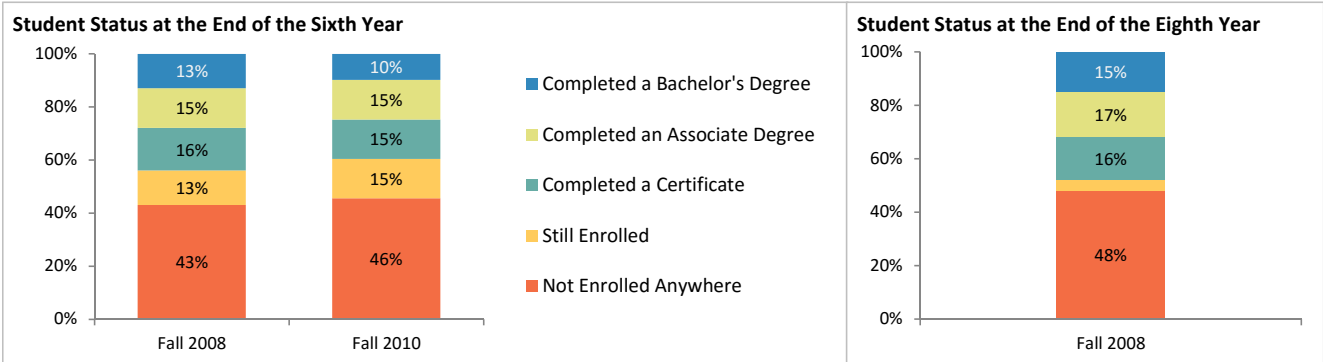 Student Status at the End of the Sixth Year
100%
80%
60%
40%
20%
0%
13%
15%
16%
13%
43%
10%
15%
15%
15%
46%
Fall 2008
Fall 2010
Completed a Bachelor's Degree
Completed an Associate Degree
Completed a Certificate
Still Enrolled
Not Enrolled Anywhere
Student Status at the End of the Eighth Year
100%
80%
60%
40%
20%
0%
15%
17%
16%
48%
Fall 2008